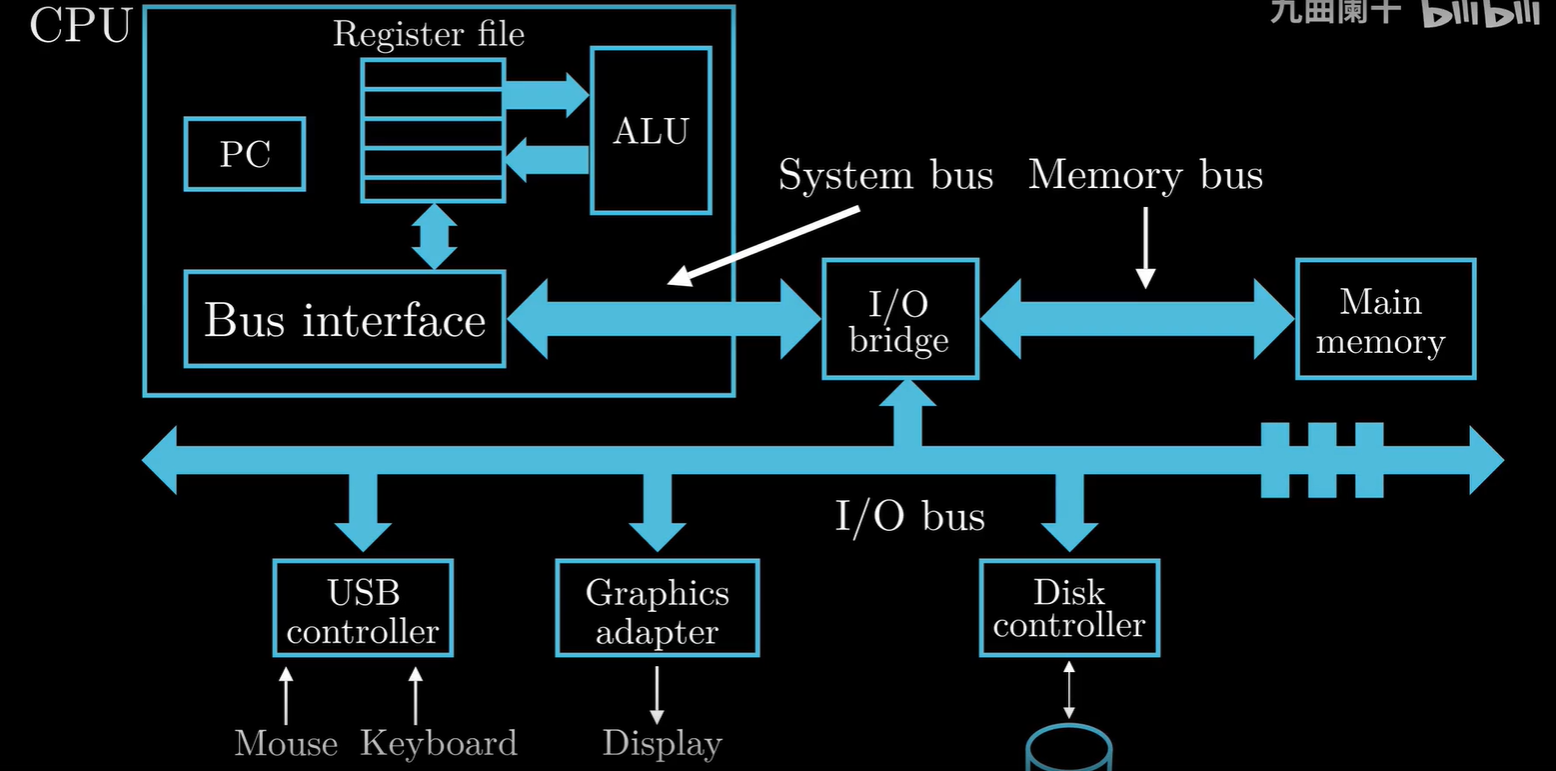 九曲阑干 bilibili
CPU
Register file
PC
ALU
System bus
Memory bus
Bus interface
I/O
bridge
Main
memory
I/O bus
USB
controller
Graphics
adapter
Disk
controller
Mouse
Keyboard
Display